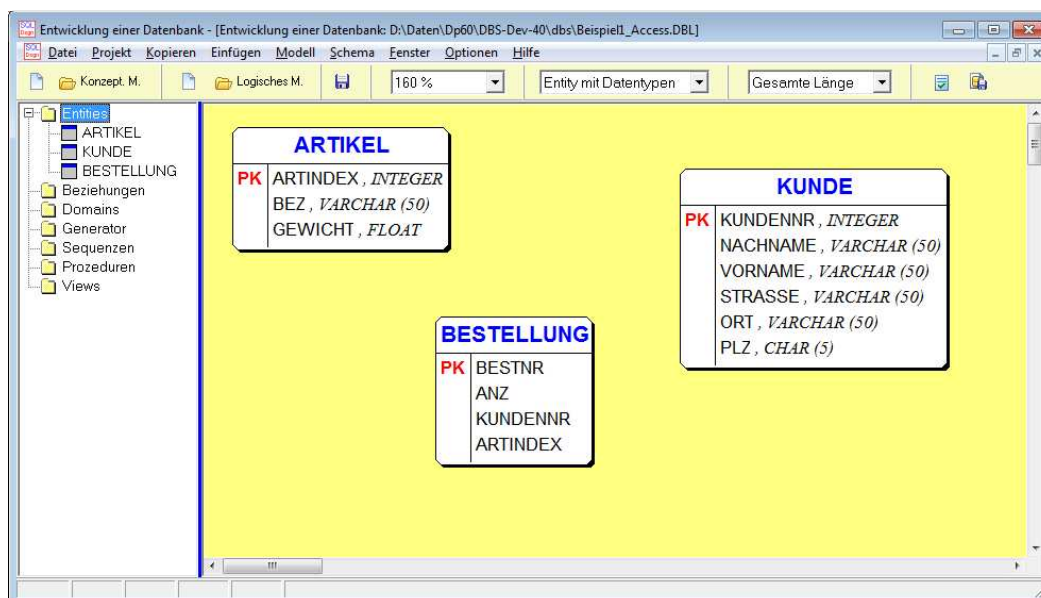 Entwicklung einer Datenbank - [Entwicklung einer Datenbank: D:\Daten\Dp60\DBS-Dev-40\dbs\Beispiel1_Access.DBL]
Datei Projekt Kopieren Einfügen Modell Schema Fenster Optionen Hilfe
Konzept. M. Logisches M. 160 % Entity mit Datentypen Gesamte Länge
Entities
ARTIKEL
KUNDE
BESTELLUNG
Beziehungen
Domains
Generator
Sequenzen
Prozeduren
Views
ARTIKEL
PK ARTINDEX , INTEGER
BEZ , VARCHAR (50)
GEWICHT , FLOAT
KUNDE
PK KUNDENNR , INTEGER
NACHNAME , VARCHAR (50)
VORNAME , VARCHAR (50)
STRASSE , VARCHAR (50)
ORT , VARCHAR (50)
PLZ , CHAR (5)
BESTELLUNG
PK BESTNR
ANZ
KUNDENNR
ARTINDEX